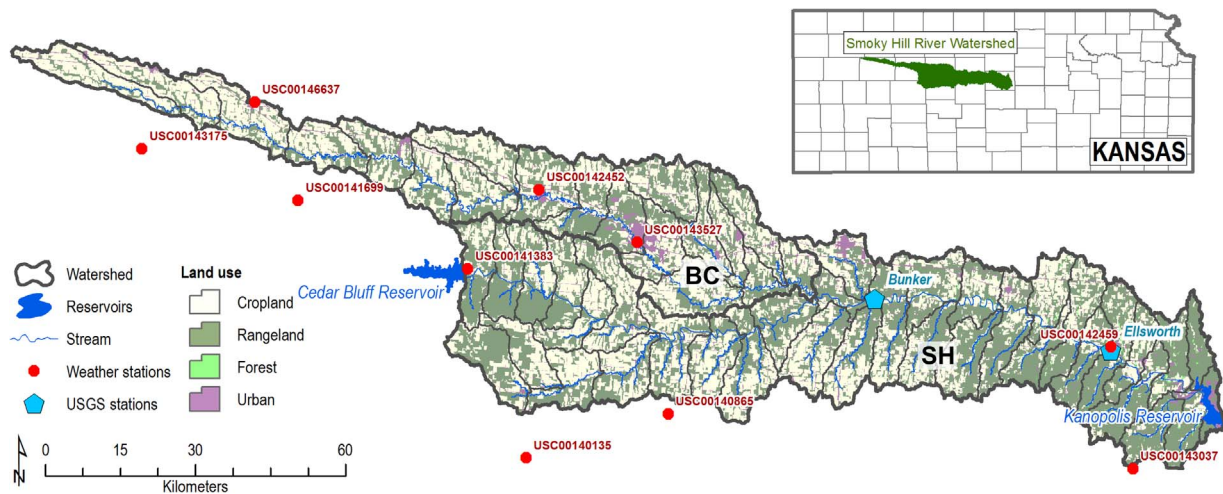 Smoky Hill River Watershed
KANSAS
USC00146637
USC00143175
USC00141699
USC00142452
USC00143527
USC00141383
Cedar Bluff Reservoir
BC
Bunker
SH
USC00142459
Ellsworth
Kanopolis Reservoir
USC00140865
USC00140135
USC00143037
Watershed
Reservoirs
Stream
Weather stations
USGS stations
Land use
Cropland
Rangeland
Forest
Urban
N
0 15 30 60
Kilometers